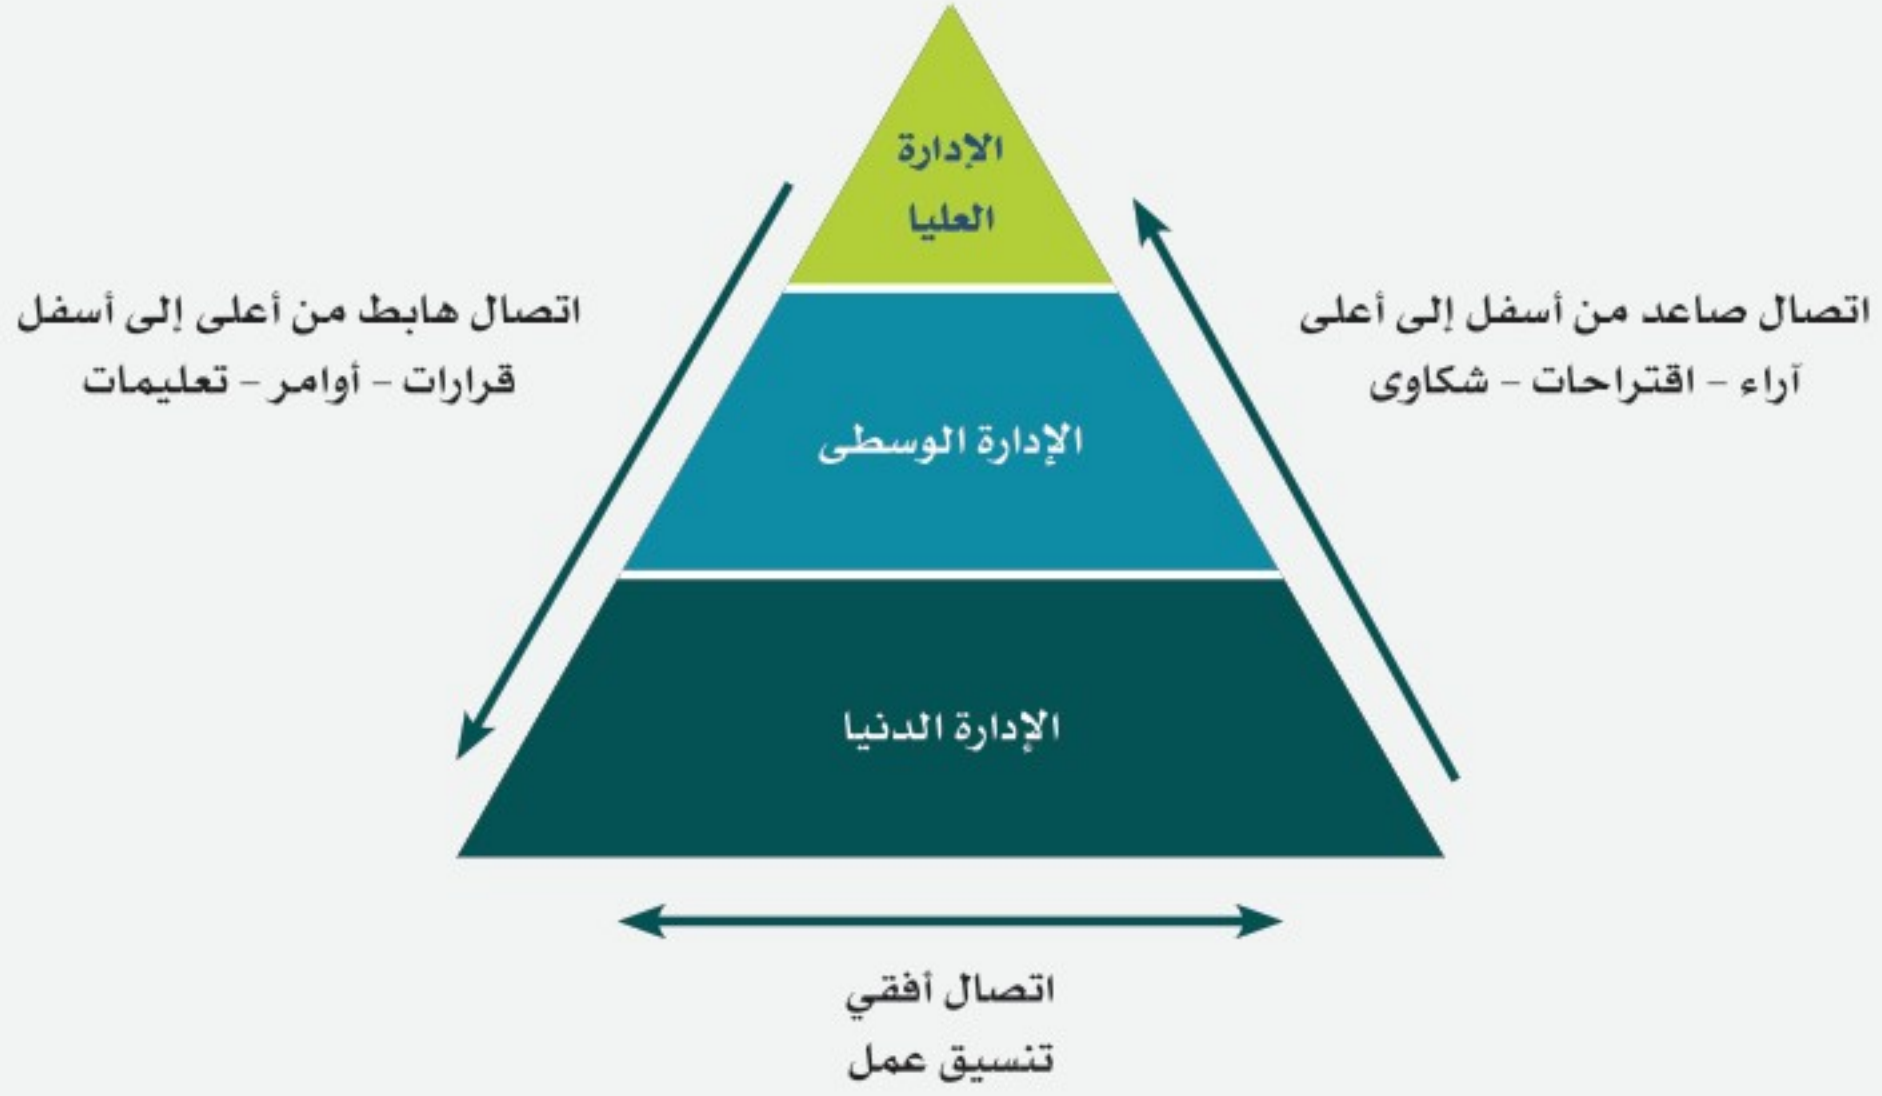 الإدارة
العليا
اتصال صاعد من أسفل إلى أعلى
آراء – اقتراحات – شكاوى
اتصال هابط من أعلى إلى أسفل
قرارات – أوامر – تعليمات
الإدارة الوسطى
الإدارة الدنيا
اتصال أفقي
تنسيق عمل